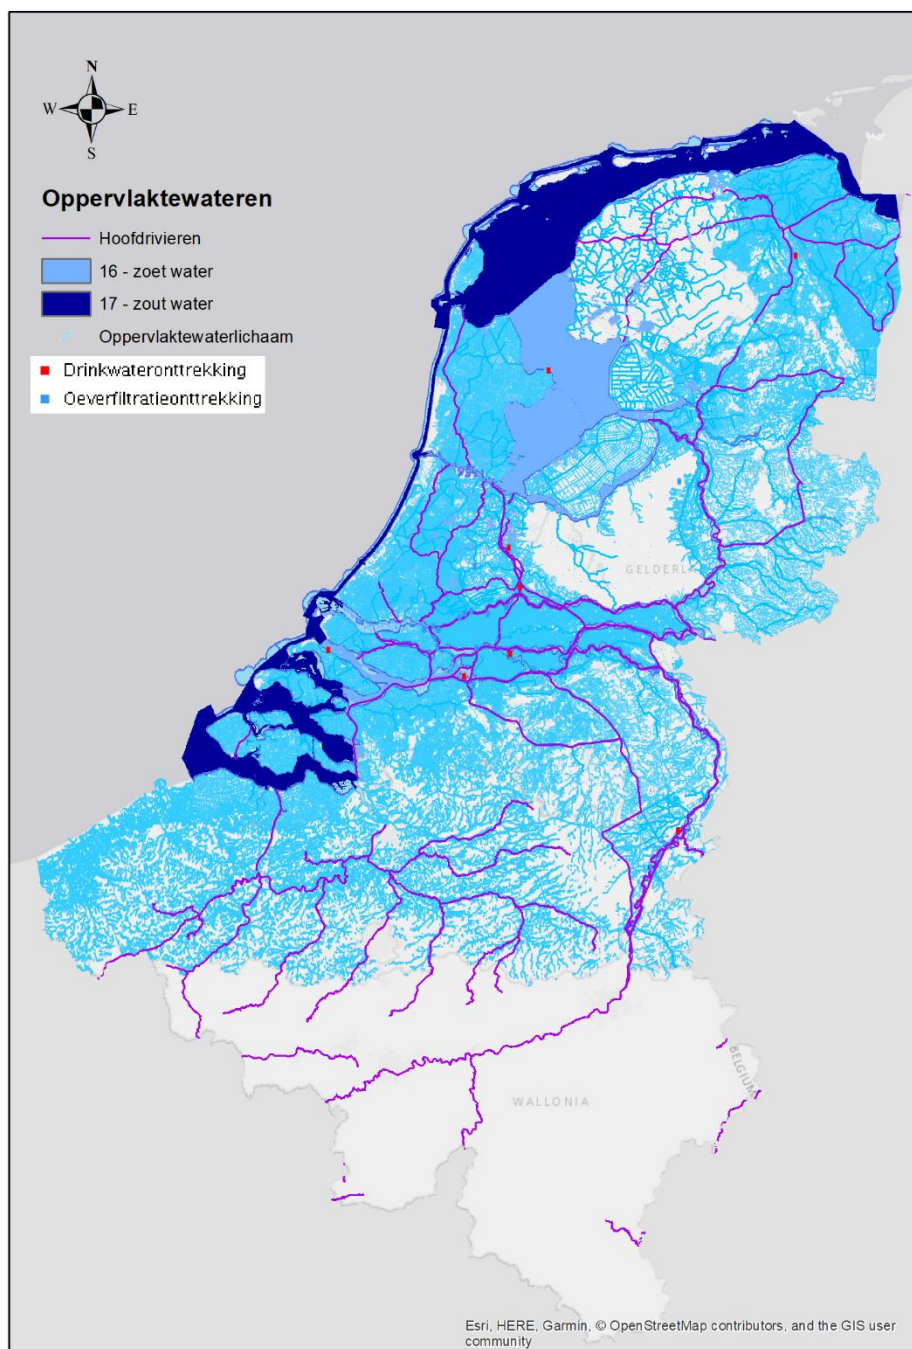 N
W E
S
Oppervlaktewateren
Hoofdrivieren
16 - zoet water
17 - zout water
Oppervlaktewaterlichaam
Drinkwateronttrekking
Oeverfiltratieonttrekking
GELDERL
BELGIUM
WALLONIA
Esri, HERE, Garmin, © OpenStreetMap contributors, and the GIS user
community